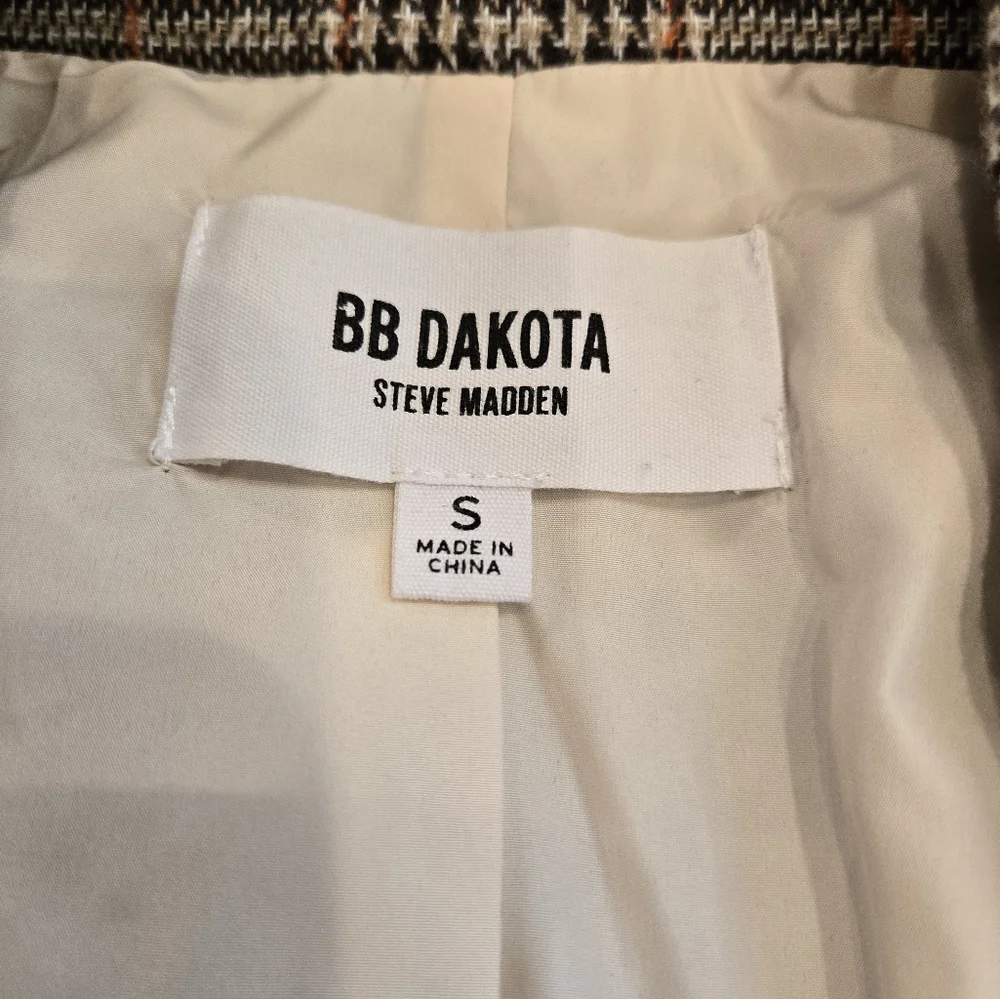 BB DAKOTA
STEVE MADDEN
S
MADE IN
CHINA